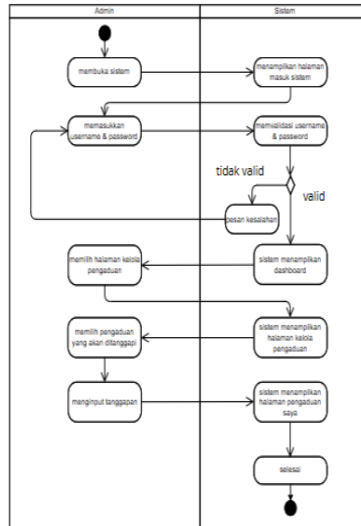 Admin
Sistem
membuka sistem
menampilkan halaman
masuk sistem
memasukkan
username & password
memvalidasi username
& password
tidak valid
valid
pesan kesalahan
sistem menampilkan
dashboard
memilih halaman kelola
pengaduan
sistem menampilkan
halaman kelola
pengaduan
memilih pengaduan
yang akan ditanggapi
menginput tanggapan
sistem menampilkan
halaman pengaduan
saya
selesai